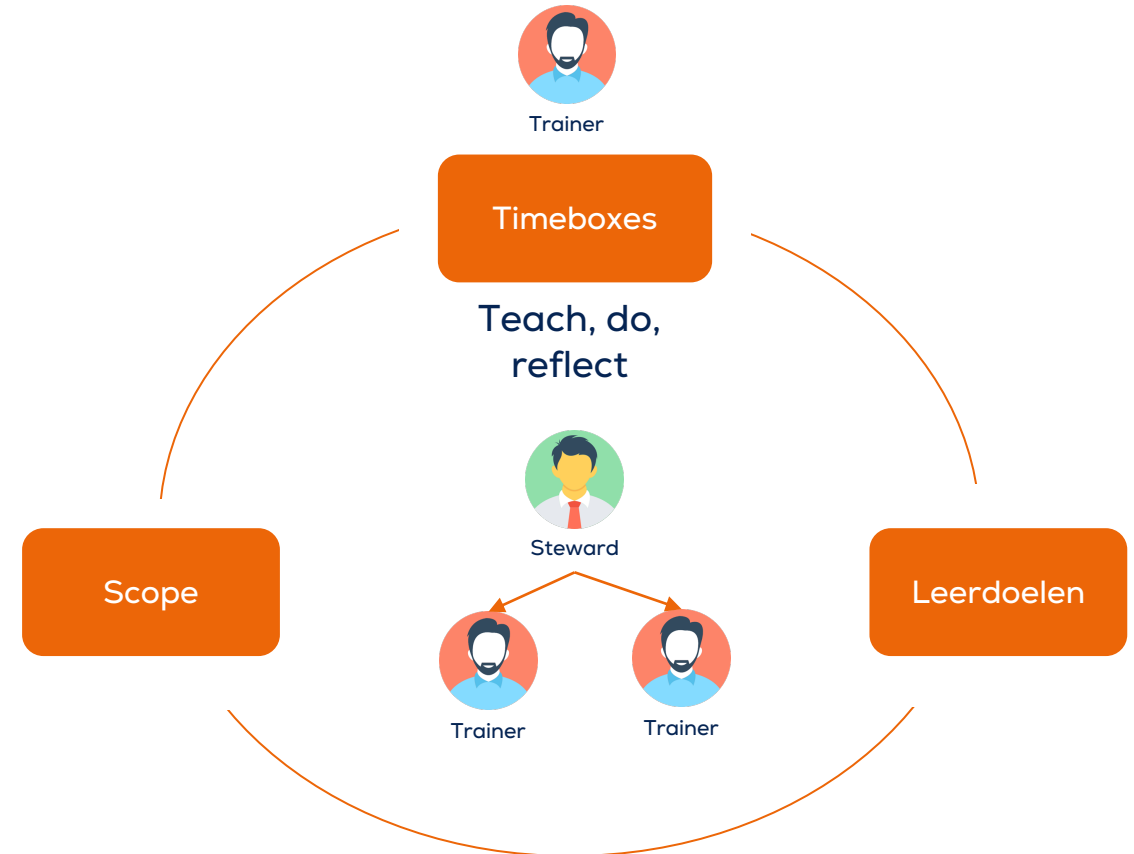 Trainer
Timeboxes
Teach, do,
reflect
Steward
Scope
Leerdoelen
Trainer
Trainer